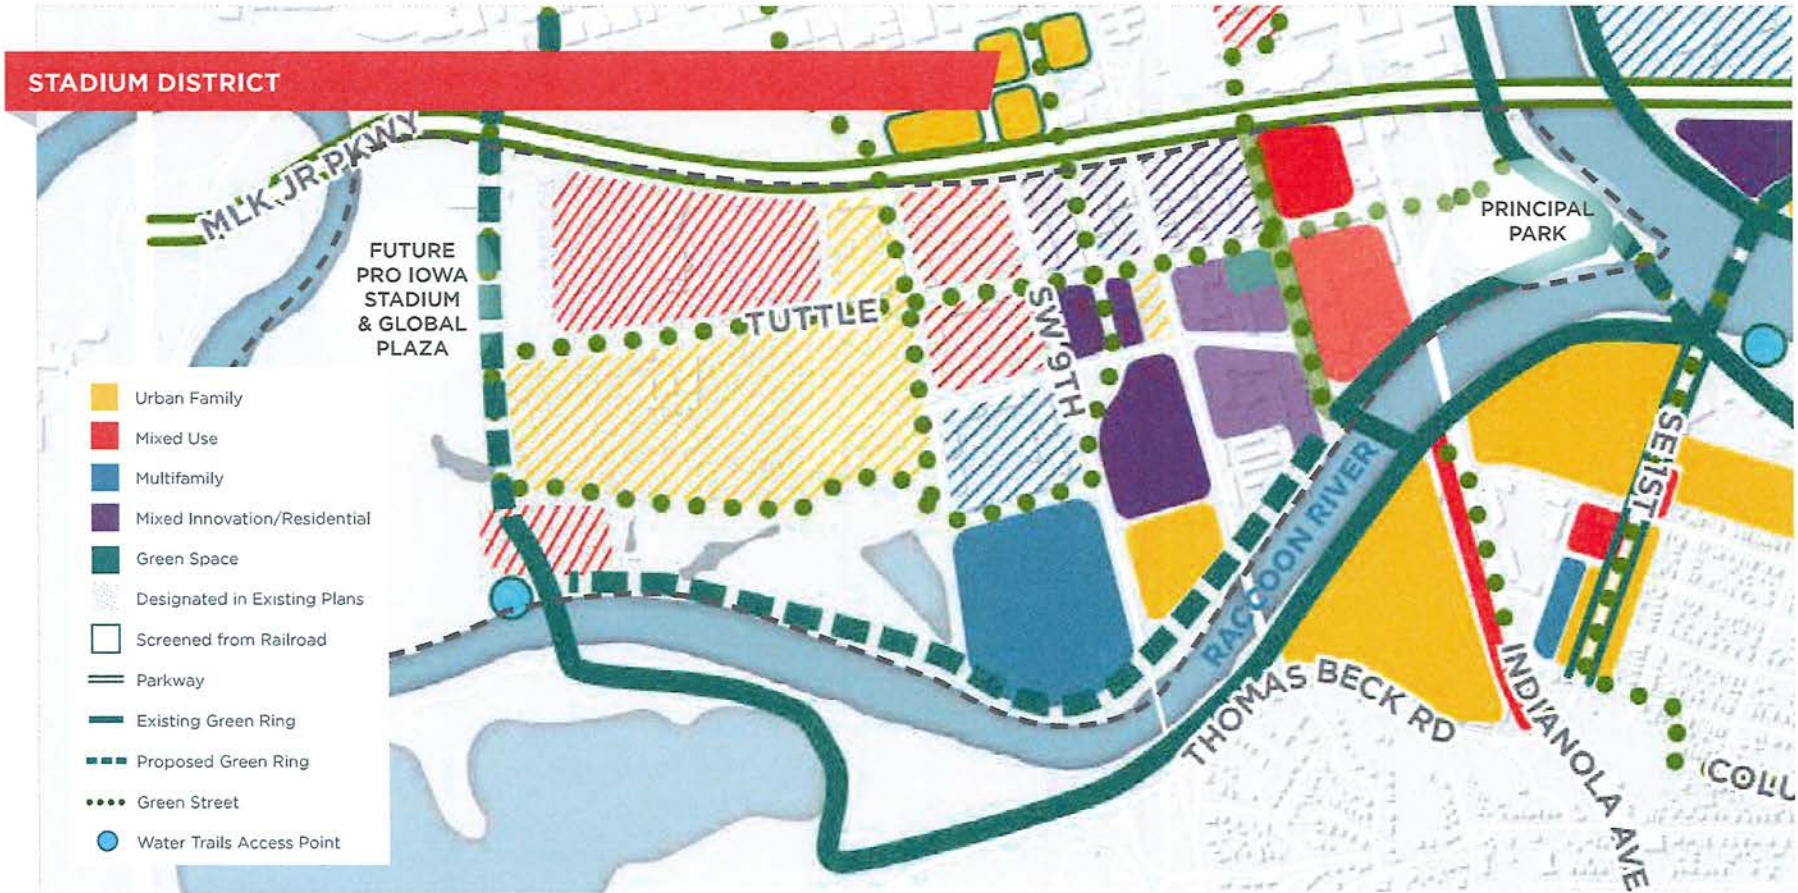 STADIUM DISTRICT
MLK JR PKWY
FUTURE
PRO IOWA
STADIUM
& GLOBAL
PLAZA
TUTTLE
SW 9TH
PRINCIPAL
PARK
SE 1ST
RACCOON RIVER
THOMAS BECK RD
INDIANOLA AVE
COLU
Urban Family
Mixed Use
Multifamily
Mixed Innovation/Residential
Green Space
Designated in Existing Plans
Screened from Railroad
Parkway
Existing Green Ring
Proposed Green Ring
Green Street
Water Trails Access Point